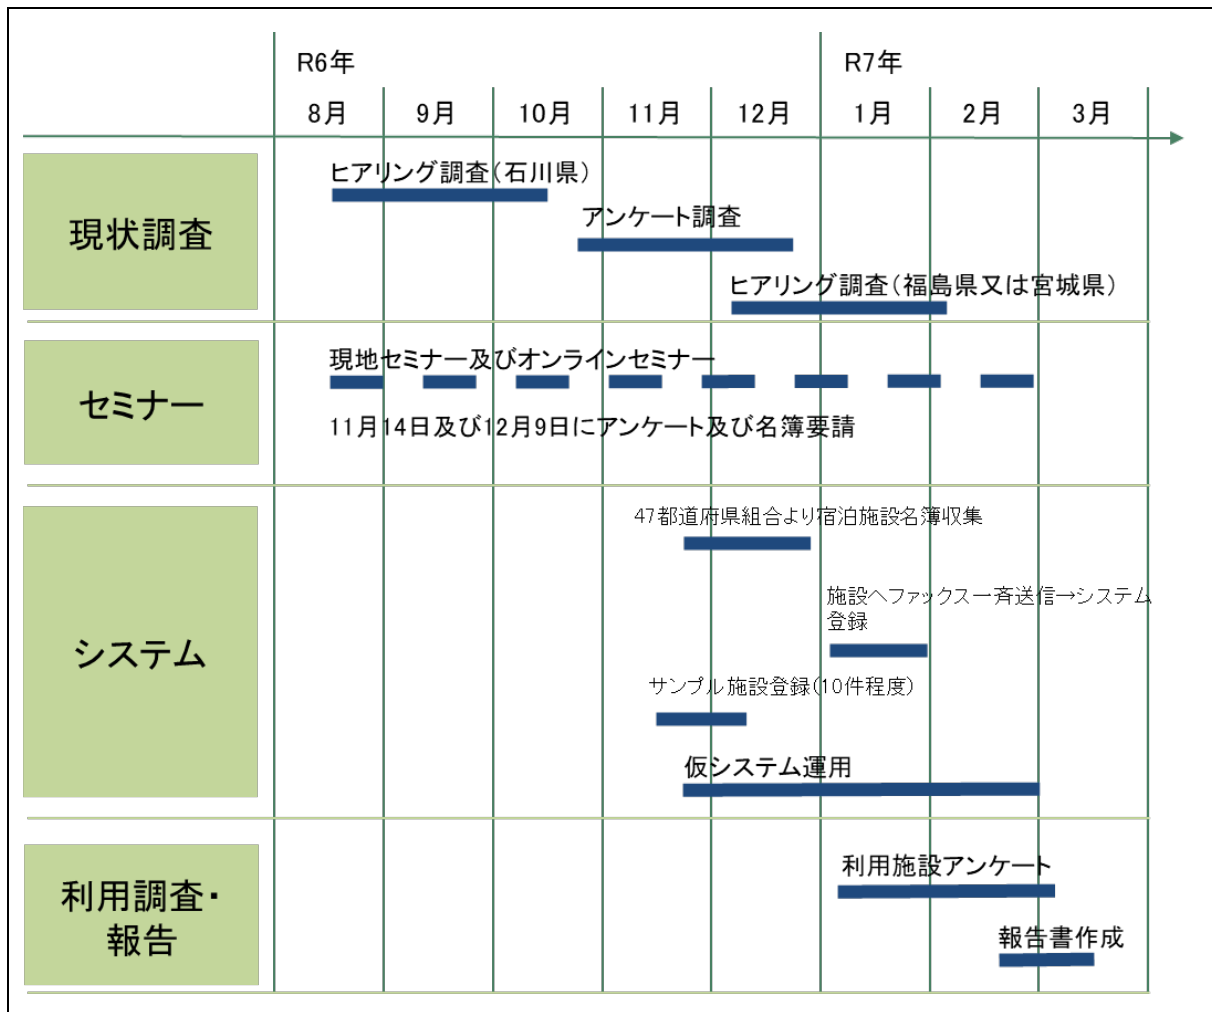 R6年
R7年
8月
9月
10月
11月
12月
1月
2月
3月
現状調査
ヒアリング調査(石川県)
アンケート調査
ヒアリング調査(福島県又は宮城県)
セミナー
現地セミナー及びオンラインセミナー
11月14日及び12月9日にアンケート及び名簿要請
システム
47都道府県組合より宿泊施設名簿収集
施設へファックス一斉送信→システム
登録
サンプル施設登録(10件程度)
仮システム運用
利用調査・
報告
利用施設アンケート
報告書作成